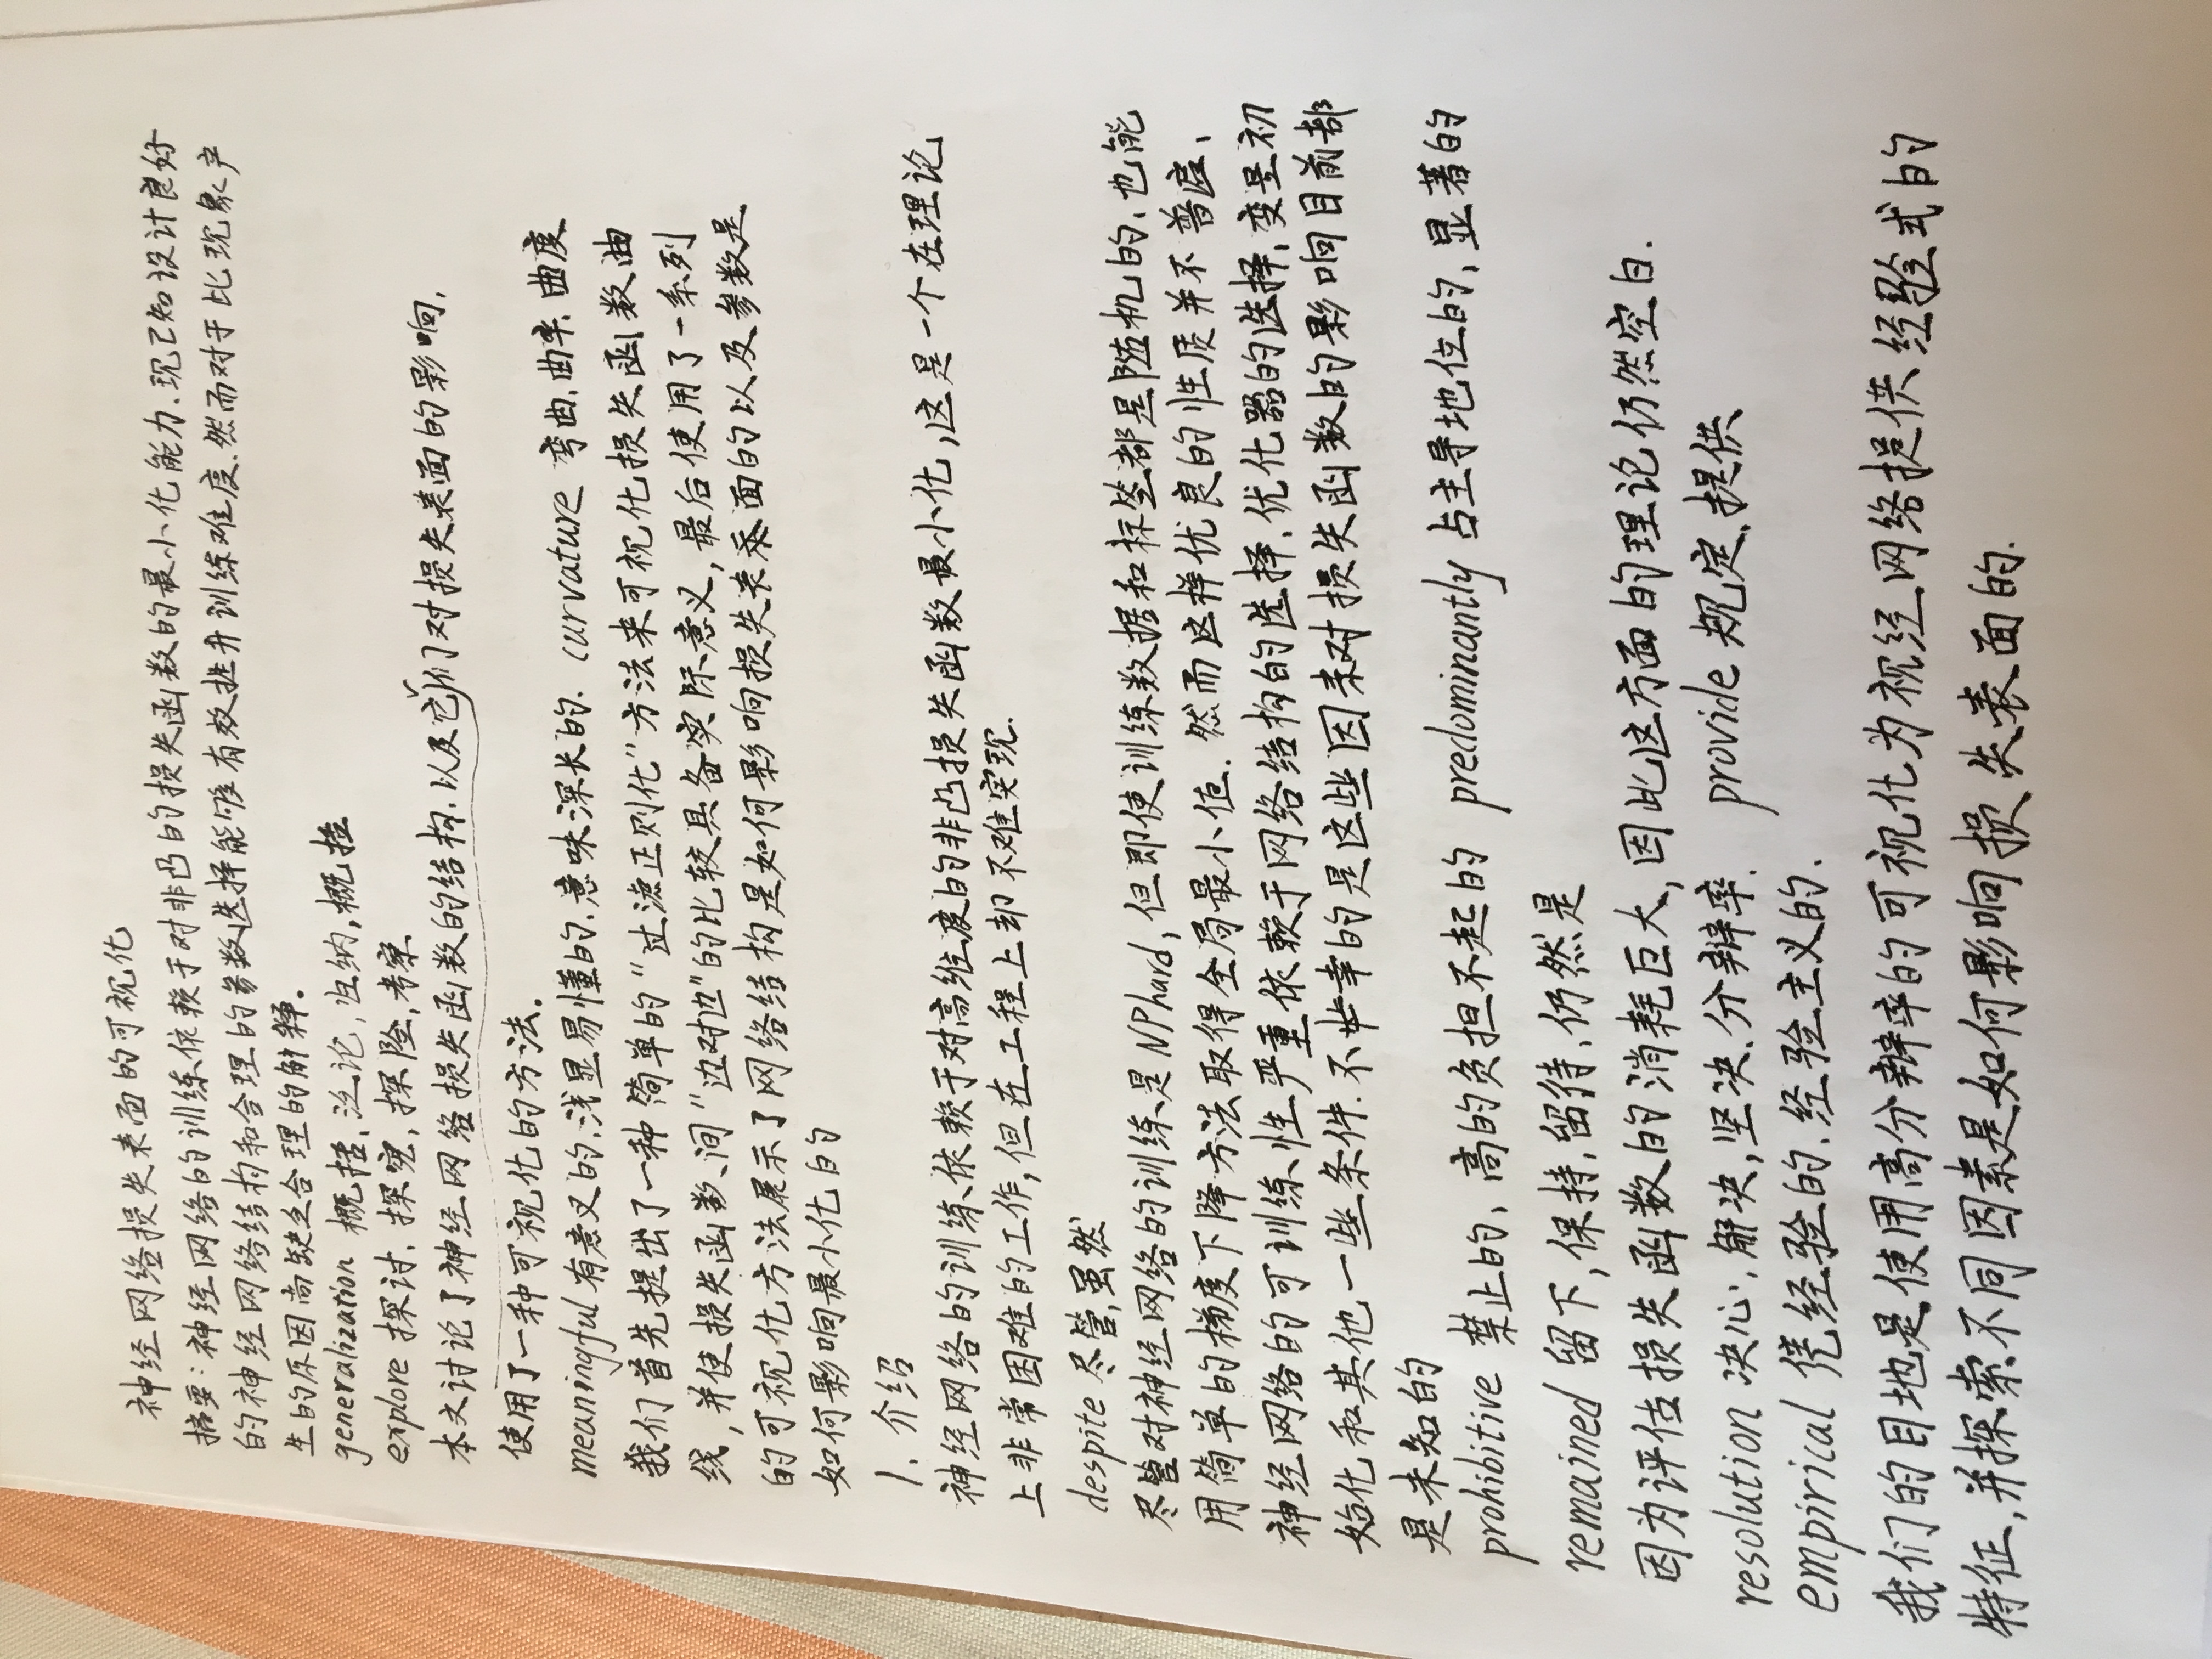 神经网络损失表面的可视化
摘要:神经网络的训练依赖于对非凸的损失函数的最小化能力.现已知设计良好
的神经网络结构和合理的参数选择能够有效提升训练难度.然而对于此现象产
生的原因尚缺乏合理的解释。
generalization 概括,泛论,归纳,概括
explore 探讨.探究,探险,考察
本文讨论了神经网络损失函数的结构.以及它们对损失表面的影响,
使用了一种可视化的方法.
meaningful 有意义的.浅显易懂的.意味深长的. curvature 弯曲.曲率.曲度
我们首先提出了一种简单的“过滤正则化”方法来可视化损失函数曲
线,并使损失函数间“边对边”的比较具备实际意义,最后使用了一系列
的可视化方法展示了网络结构是如何影响损失表面的以及参数是
如何影响最小化的
1. 介绍
神经网络的训练依赖于对高维度的非凸损失函数最小化,这是一个在理论
上非常困难的工作,但在工程上却不难实现.
despite 尽管,虽然
尽管对神经网络的训练是NPhard,但即使训练数据和标签都是随机的、也能
用简单的梯度下降方法取得全局最小值.然而这样优良的性质并不普遍、
神经网络的可训练性严重依赖于网络结构的选择.优化器的选择,变量初
始化和其他一些条件.不幸的是这些因素对损失函数的影响目前都
是未知的
prohibitive 禁止的,高的负担不起的 predominantly 占主导地位的,显著的
remained 留下,保持,留待,仍然是
因为评估损失函数的消耗巨大,因此这方面的理论仍然空白.
resolution 决心,解决,坚决.分辨率. provide 规定,提供
empirical 凭经验的.经验主义的.
我们的目地是使用高分辨率的可视化为视经网络提供经验式的
特征,并探索不同因素是如何影响损失表面的.